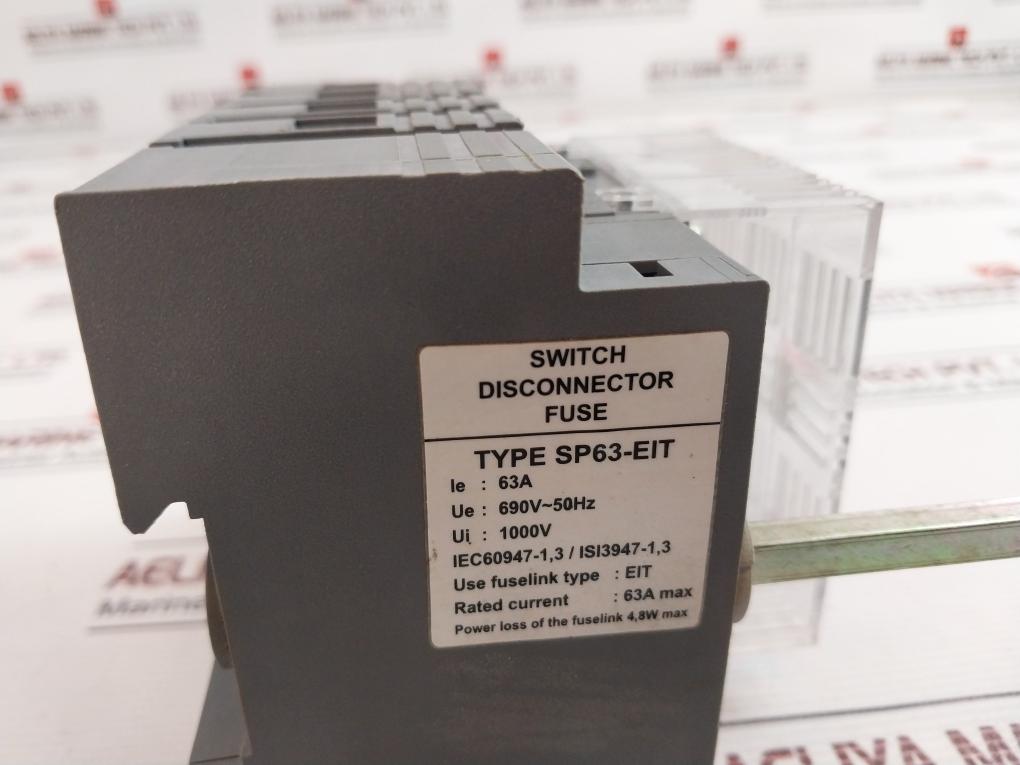 SWITCH
DISCONNECTOR
FUSE
TYPE SP63-EIT
Ie : 63A
Ue : 690V~50Hz
Ui : 1000V
IEC60947-1,3 / ISI3947-1,3
Use fuselink type : EIT
Rated current : 63A max
Power loss of the fuselink 4,8W max